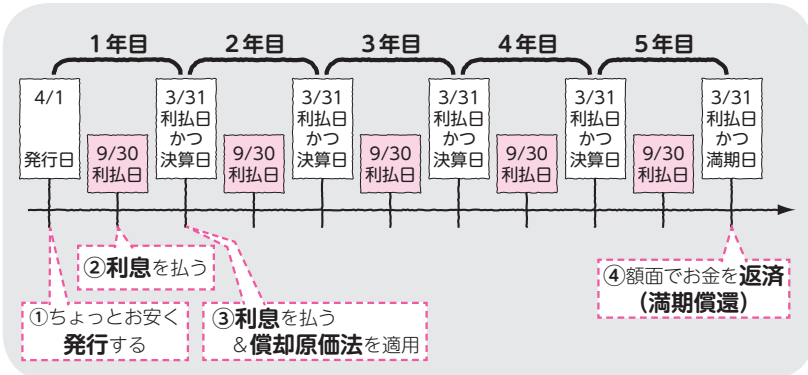 1年目
2年目
3年目
4年目
5年目
4/1
発行日
9/30
利払日
3/31
利払日
かつ
決算日
9/30
利払日
3/31
利払日
かつ
決算日
9/30
利払日
3/31
利払日
かつ
決算日
9/30
利払日
3/31
利払日
かつ
決算日
9/30
利払日
3/31
利払日
かつ
満期日
①ちょっとお安く
発行する
②利息を払う
③利息を払う
&償却原価法を適用
④額面でお金を返済
(満期償還)